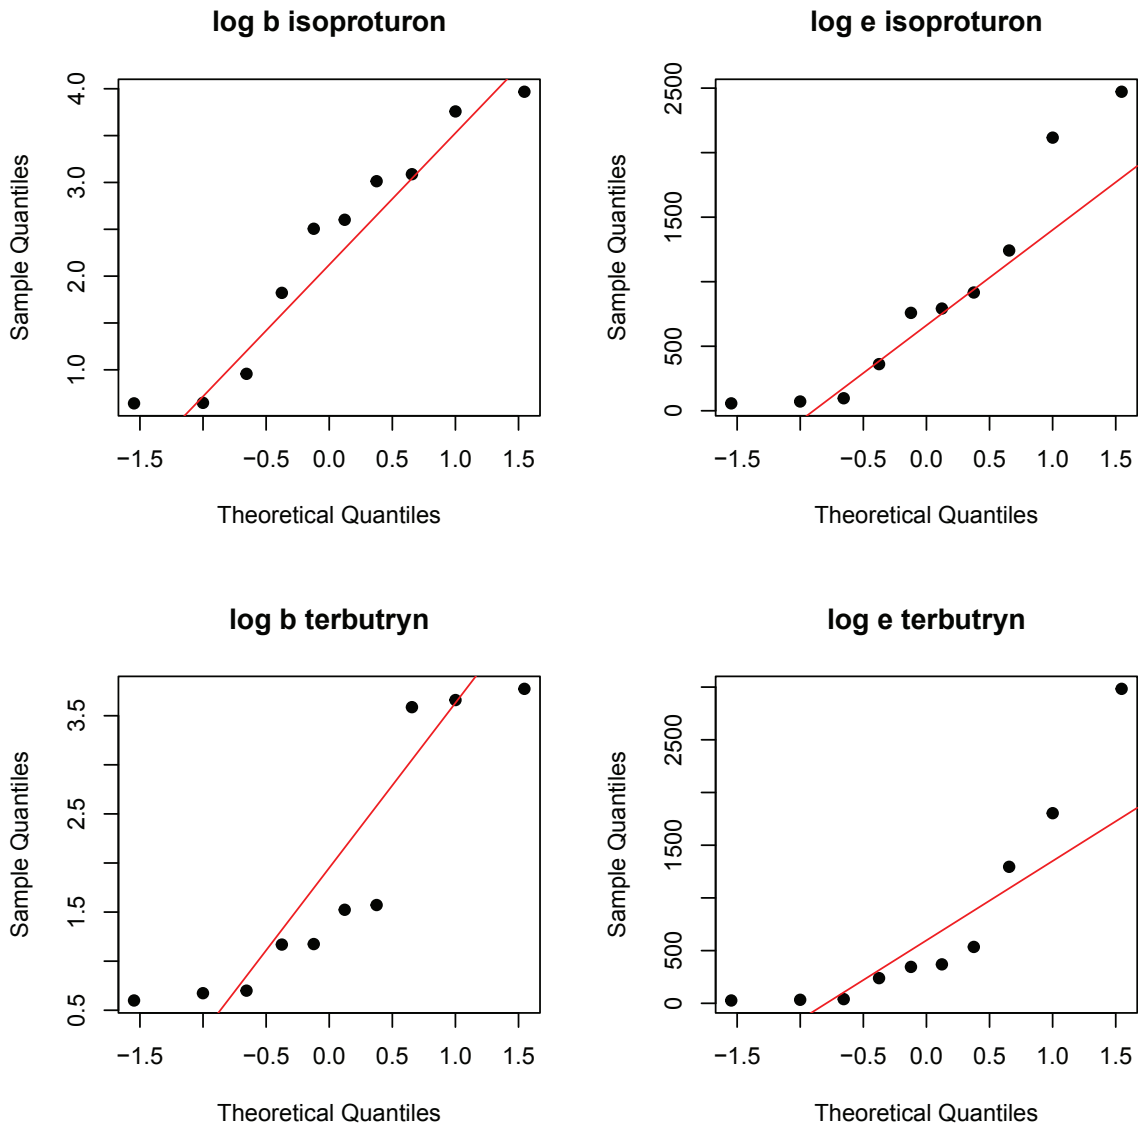 log b isoproturon
Sample Quantiles
4.0
3.0
2.0
1.0
−1.5 −0.5 0.0 0.5 1.0 1.5
Theoretical Quantiles
log e isoproturon
Sample Quantiles
2500
1500
500
0
−1.5 −0.5 0.0 0.5 1.0 1.5
Theoretical Quantiles
log b terbutryn
Sample Quantiles
3.5
2.5
1.5
0.5
−1.5 −0.5 0.0 0.5 1.0 1.5
Theoretical Quantiles
log e terbutryn
Sample Quantiles
2500
1500
500
0
−1.5 −0.5 0.0 0.5 1.0 1.5
Theoretical Quantiles